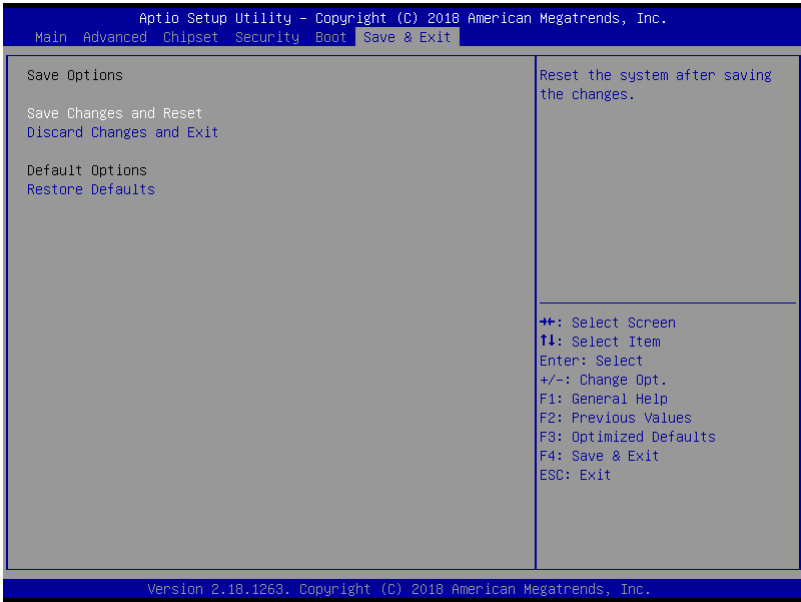 Aptio Setup Utility – Copyright (C) 2018 American Megatrends, Inc.
Main Advanced Chipset Security Boot Save & Exit
Save Options
Save Changes and Reset
Discard Changes and Exit
Default Options
Restore Defaults
Reset the system after saving
the changes.
→←: Select Screen
↑↓: Select Item
Enter: Select
+/-: Change Opt.
F1: General Help
F2: Previous Values
F3: Optimized Defaults
F4: Save & Exit
ESC: Exit
Version 2.18.1263. Copyright (C) 2018 American Megatrends, Inc.